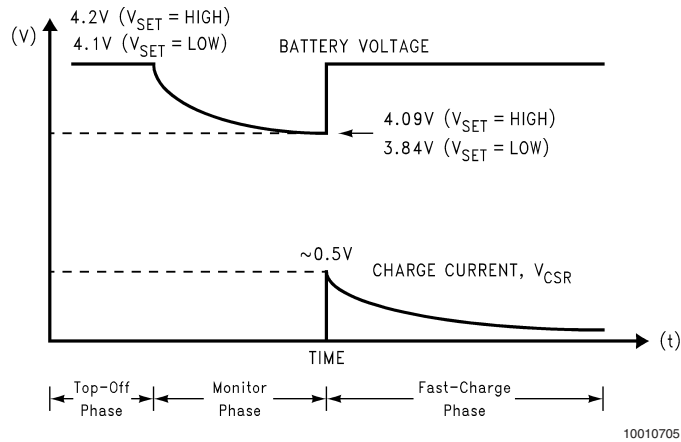 4.2V (VSET = HIGH)
(V)
4.1V (VSET = LOW)
BATTERY VOLTAGE
4.09V (VSET = HIGH)
3.84V (VSET = LOW)
~0.5V
CHARGE CURRENT, VCSR
(t)
TIME
Top-Off Phase
Monitor Phase
Fast-Charge Phase
10010705